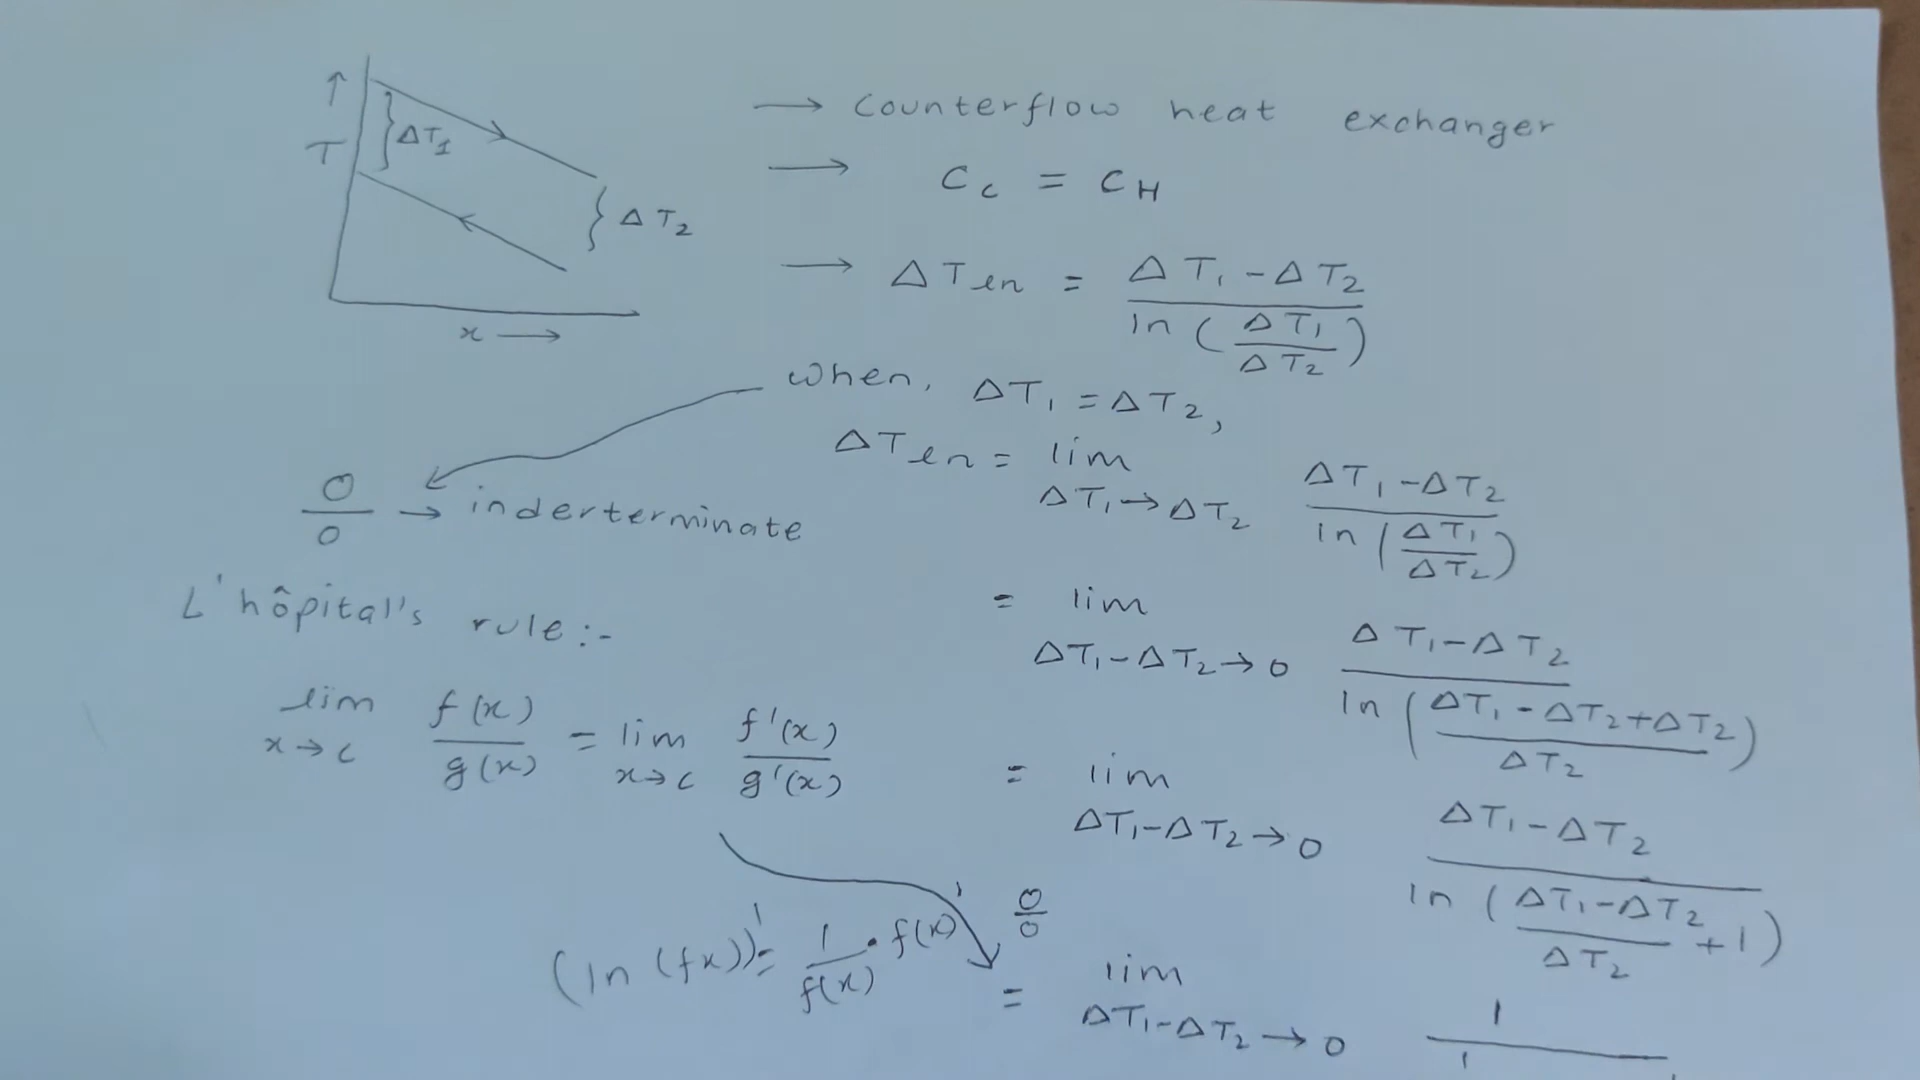 ↑
T
ΔT1
ΔT2
x →
→ Counterflow heat exchanger
→ Cc = CH
→ ΔTln = ΔT1 - ΔT2 / ln (ΔT1 / ΔT2)
when, ΔT1 = ΔT2,
0/0 → inderterminate
ΔTln = lim ΔT1→ΔT2 ΔT1 - ΔT2 / ln (ΔT1 / ΔT2)
= lim ΔT1-ΔT2→0 ΔT1 - ΔT2 / ln (ΔT1 - ΔT2 + ΔT2 / ΔT2)
= lim ΔT1-ΔT2→0 ΔT1 - ΔT2 / ln (ΔT1-ΔT2 / ΔT2 + 1)
L'hôpital's rule:-
lim x→c f(x) / g(x) = lim x→c f'(x) / g'(x)
(ln (fx))' = 1 / f(x) • f(x)'
0/0
= lim ΔT1-ΔT2→0 1 /